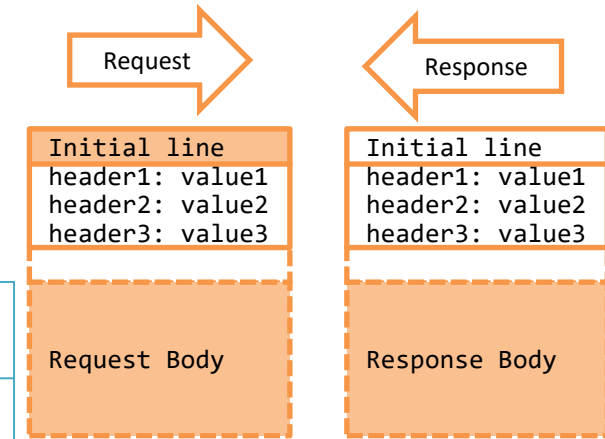 Request
Response
Initial line
header1: value1
header2: value2
header3: value3
Request Body
Initial line
header1: value1
header2: value2
header3: value3
Response Body